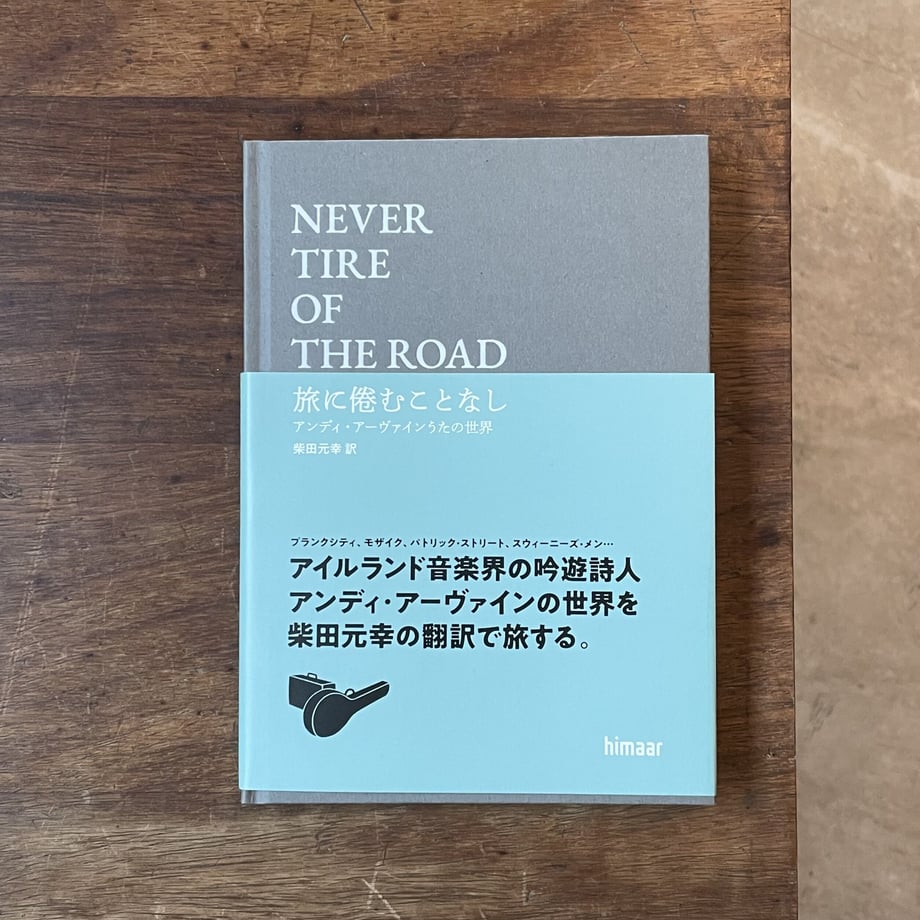 NEVER
TIRE
OF
THE ROAD
旅に倦むことなし
アンディ・アーヴァインうたの世界
柴田元幸 訳
プランクシティ、モザイク、パトリック・ストリート、スウィーニーズ・メン…
アイルランド音楽界の吟遊詩人
アンディ・アーヴァインの世界を
柴田元幸の翻訳で旅する。
himaar